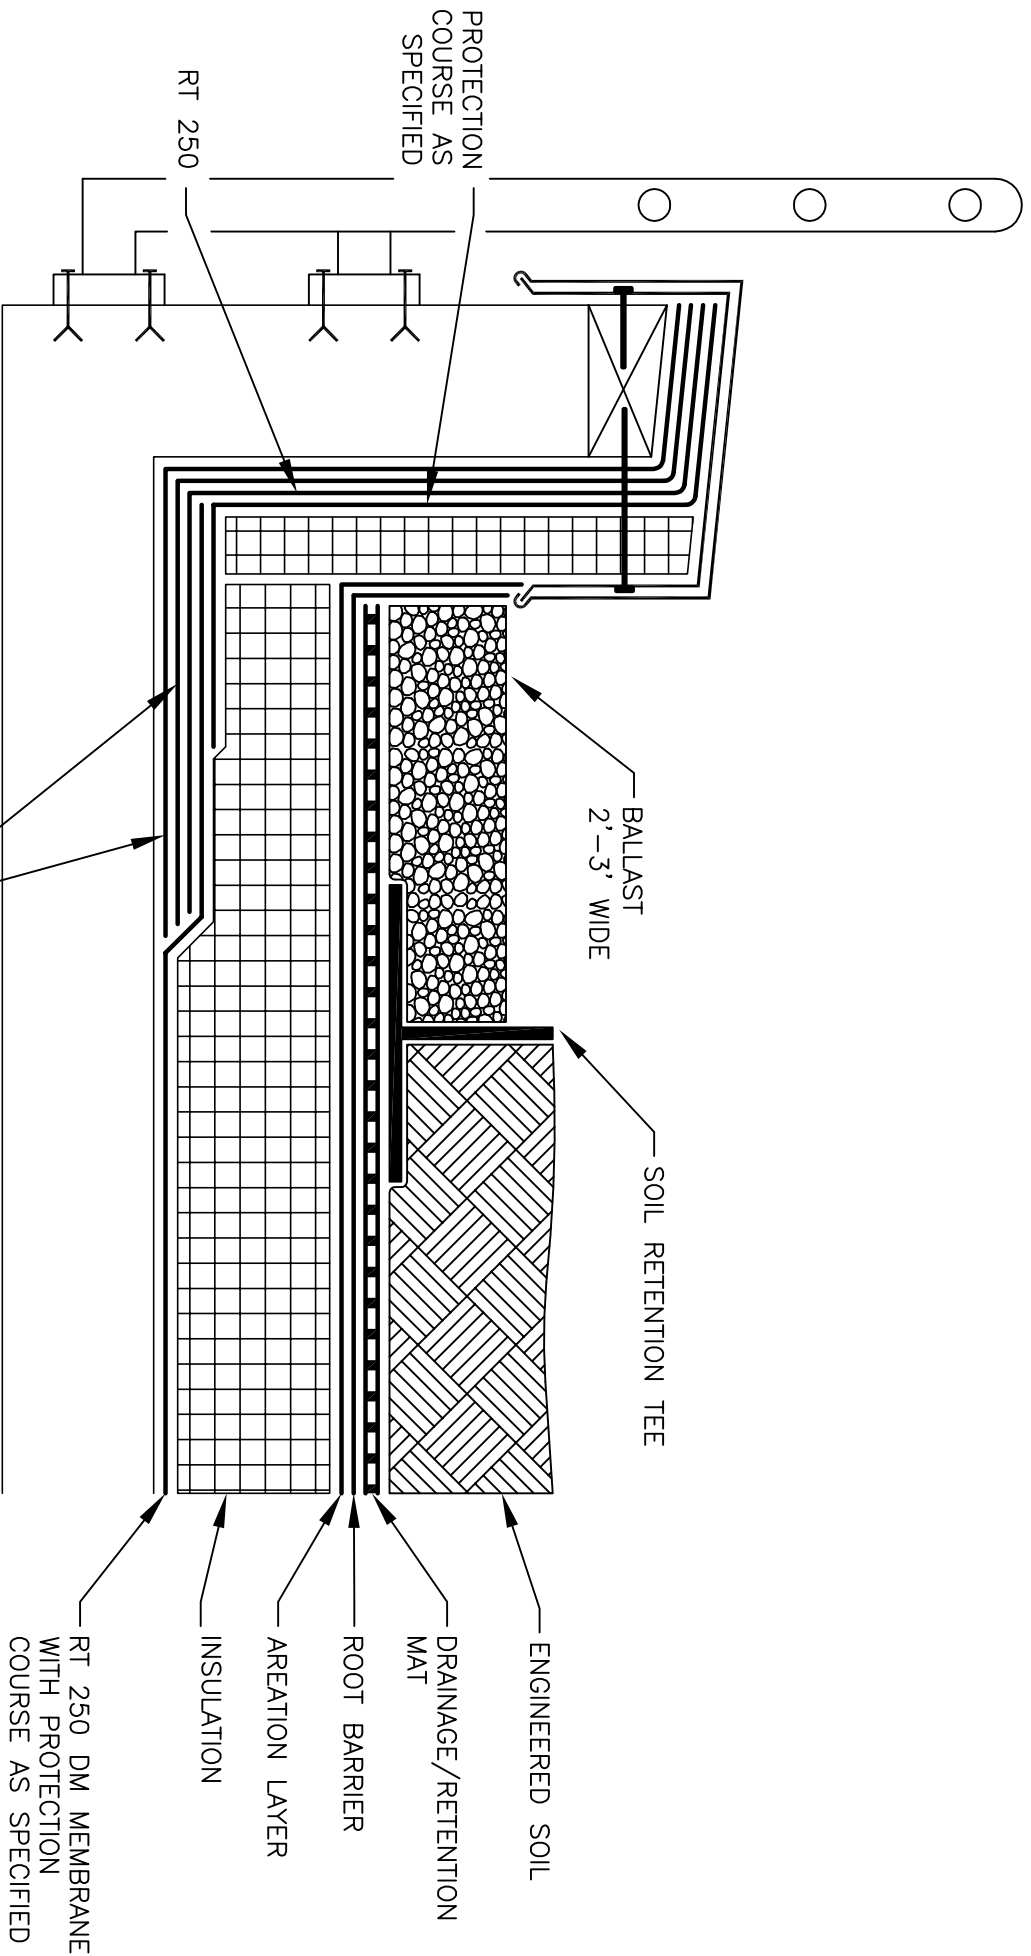 PROTECTION
COURSE AS
SPECIFIED
RT 250
BALLAST
2'-3' WIDE
SOIL RETENTION TEE
ENGINEERED SOIL
DRAINAGE/RETENTION
MAT
ROOT BARRIER
AREATION LAYER
INSULATION
RT 250 DM MEMBRANE
WITH PROTECTION
COURSE AS SPECIFIED